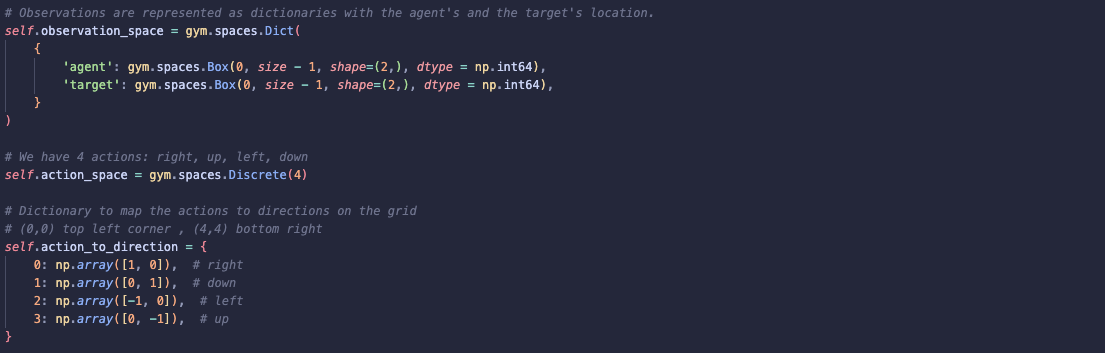 # Observations are represented as dictionaries with the agent's and the target's location.
self.observation_space = gym.spaces.Dict(
    {
        'agent': gym.spaces.Box(0, size - 1, shape=(2,), dtype = np.int64),
        'target': gym.spaces.Box(0, size - 1, shape=(2,), dtype = np.int64),
    }
)

# We have 4 actions: right, up, left, down
self.action_space = gym.spaces.Discrete(4)

# Dictionary to map the actions to directions on the grid
# (0,0) top left corner , (4,4) bottom right
self.action_to_direction = {
    0: np.array([1, 0]),  # right
    1: np.array([0, 1]),  # down
    2: np.array([-1, 0]),  # left
    3: np.array([0, -1]),  # up
}